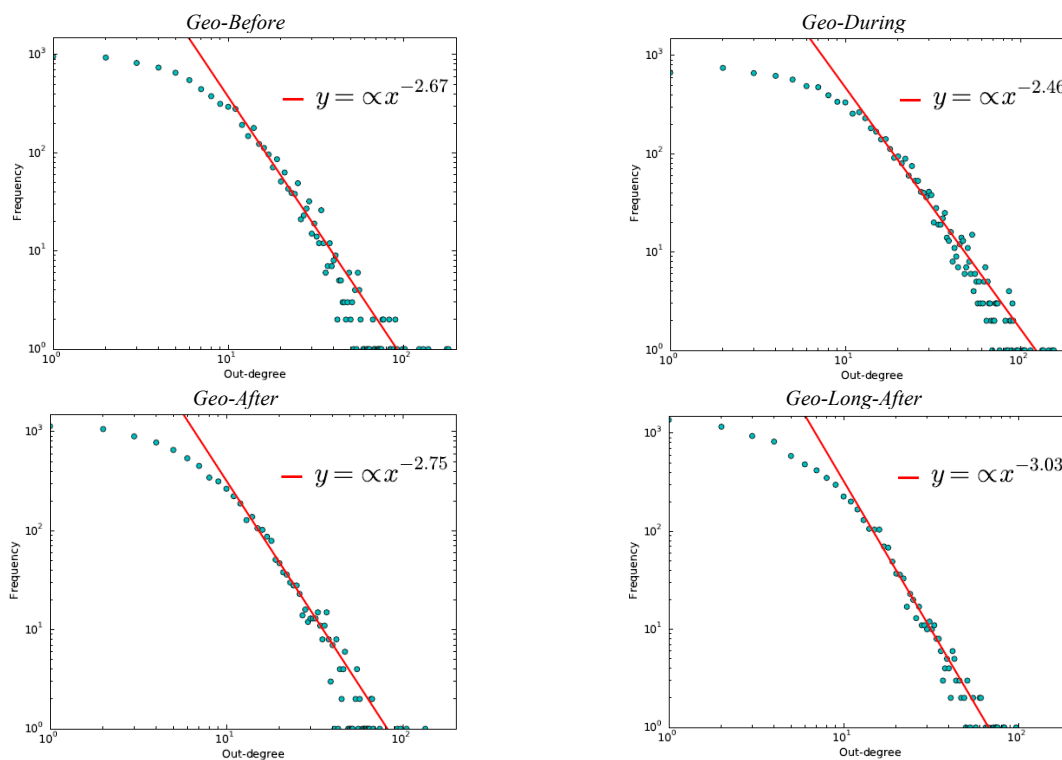 Geo-Before
10³
10²
10¹
10⁰
Frequency
y = ∝x^−2.67
10⁰ 10¹ 10²
Out-degree
Geo-During
10³
10²
10¹
10⁰
Frequency
y = ∝x^−2.46
10⁰ 10¹ 10²
Out-degree
Geo-After
10³
10²
10¹
10⁰
Frequency
y = ∝x^−2.75
10⁰ 10¹ 10²
Out-degree
Geo-Long-After
10³
10²
10¹
10⁰
Frequency
y = ∝x^−3.03
10⁰ 10¹ 10²
Out-degree